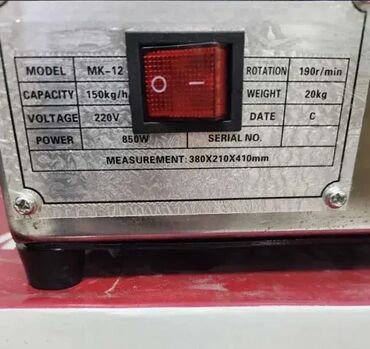 MODEL MK-12 ROTATION 190r/min
CAPACITY 150kg/h WEIGHT 20kg
VOLTAGE 220V DATE C
POWER 850W SERIAL NO.
MEASUREMENT: 380X210X410mm